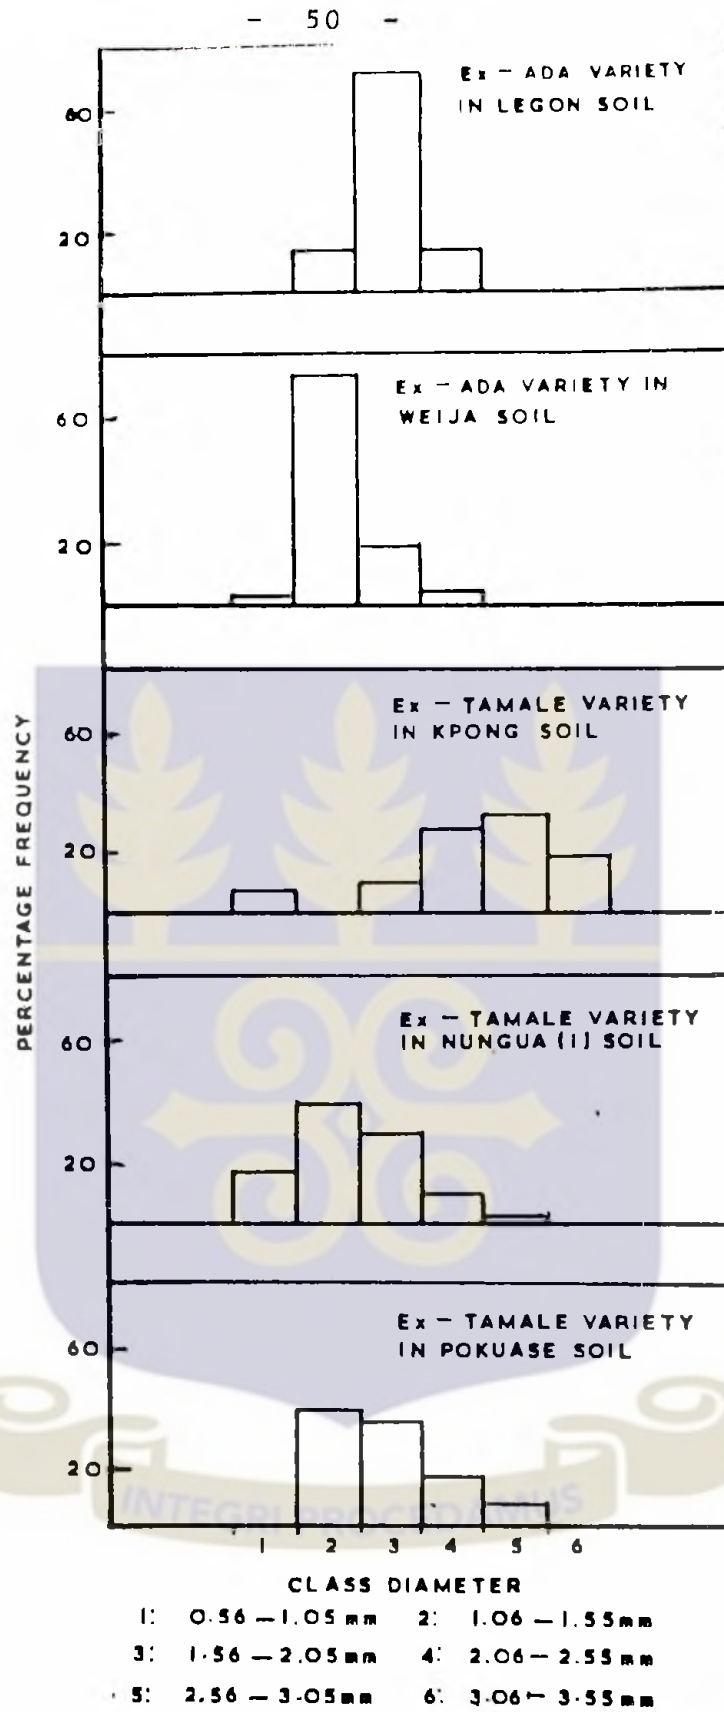 - 50 -
Ex - ADA VARIETY
IN LEGON SOIL
60
20
Ex - ADA VARIETY IN
WEIJA SOIL
60
20
Ex - TAMALE VARIETY
IN KPONG SOIL
60
20
PERCENTAGE FREQUENCY
Ex - TAMALE VARIETY
IN NUNGUA (I) SOIL
60
20
Ex - TAMALE VARIETY
IN POKUASE SOIL
60
20
INTEGRI PROCEDAMUS
1 2 3 4 5 6
CLASS DIAMETER
1: 0.56 - 1.05 mm 2: 1.06 - 1.55 mm
3: 1.56 - 2.05 mm 4: 2.06 - 2.55 mm
5: 2.56 - 3.05 mm 6: 3.06 - 3.55 mm